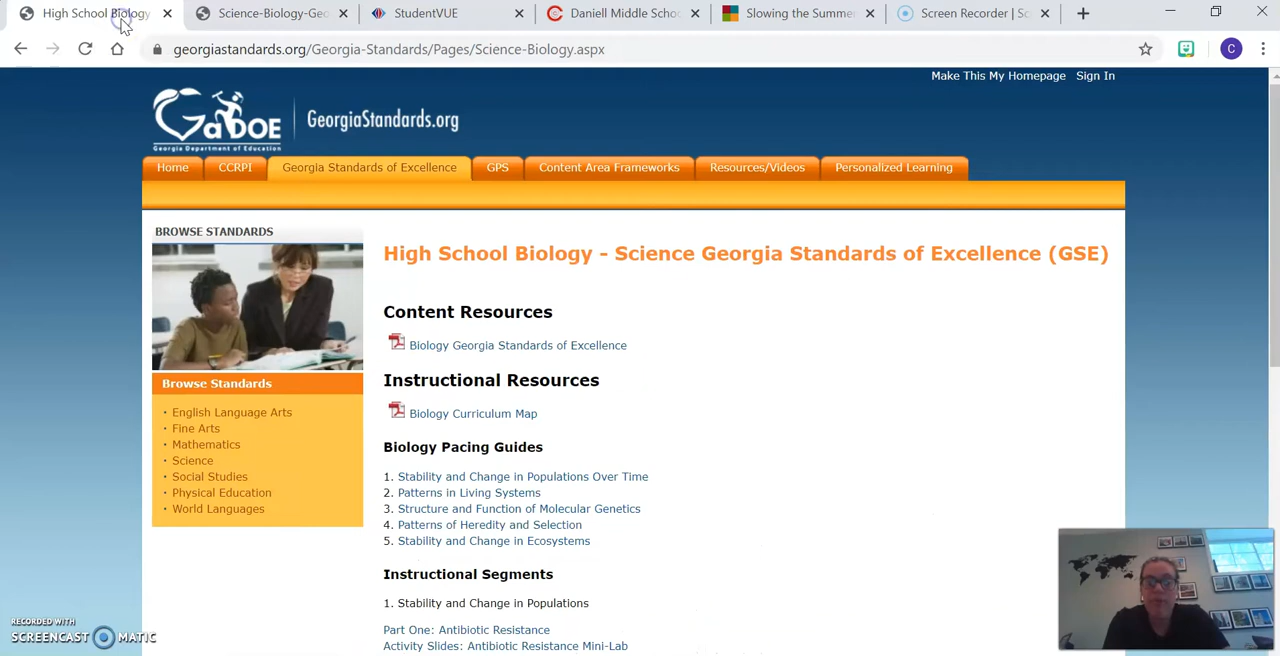 High School Biology
Science-Biology-Geo
StudentVUE
Daniell Middle Schoo
Slowing the Summer
Screen Recorder | Sc
georgiastandards.org/Georgia-Standards/Pages/Science-Biology.aspx
C
Make This My Homepage Sign In
GaDOE
Georgia Department of Education
GeorgiaStandards.org
Home CCRPI Georgia Standards of Excellence GPS Content Area Frameworks Resources/Videos Personalized Learning
BROWSE STANDARDS
Browse Standards
English Language Arts
Fine Arts
Mathematics
Science
Social Studies
Physical Education
World Languages
High School Biology - Science Georgia Standards of Excellence (GSE)
Content Resources
Biology Georgia Standards of Excellence
Instructional Resources
Biology Curriculum Map
Biology Pacing Guides
1. Stability and Change in Populations Over Time
2. Patterns in Living Systems
3. Structure and Function of Molecular Genetics
4. Patterns of Heredity and Selection
5. Stability and Change in Ecosystems
Instructional Segments
1. Stability and Change in Populations
Part One: Antibiotic Resistance
Activity Slides: Antibiotic Resistance Mini-Lab
RECORDED WITH
SCREENCAST MATIC